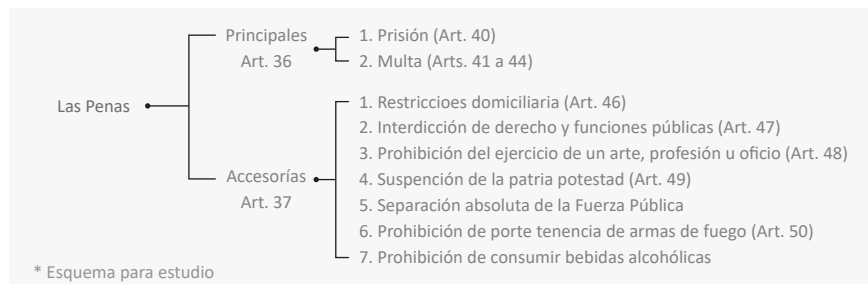 Las Penas
Principales
Art. 36
1. Prisión (Art. 40)
2. Multa (Arts. 41 a 44)
Accesorías
Art. 37
1. Restriccioes domiciliaria (Art. 46)
2. Interdicción de derecho y funciones públicas (Art. 47)
3. Prohibición del ejercicio de un arte, profesión u oficio (Art. 48)
4. Suspención de la patria potestad (Art. 49)
5. Separación absoluta de la Fuerza Pública
6. Prohibición de porte tenencia de armas de fuego (Art. 50)
7. Prohibición de consumir bebidas alcohólicas
* Esquema para estudio